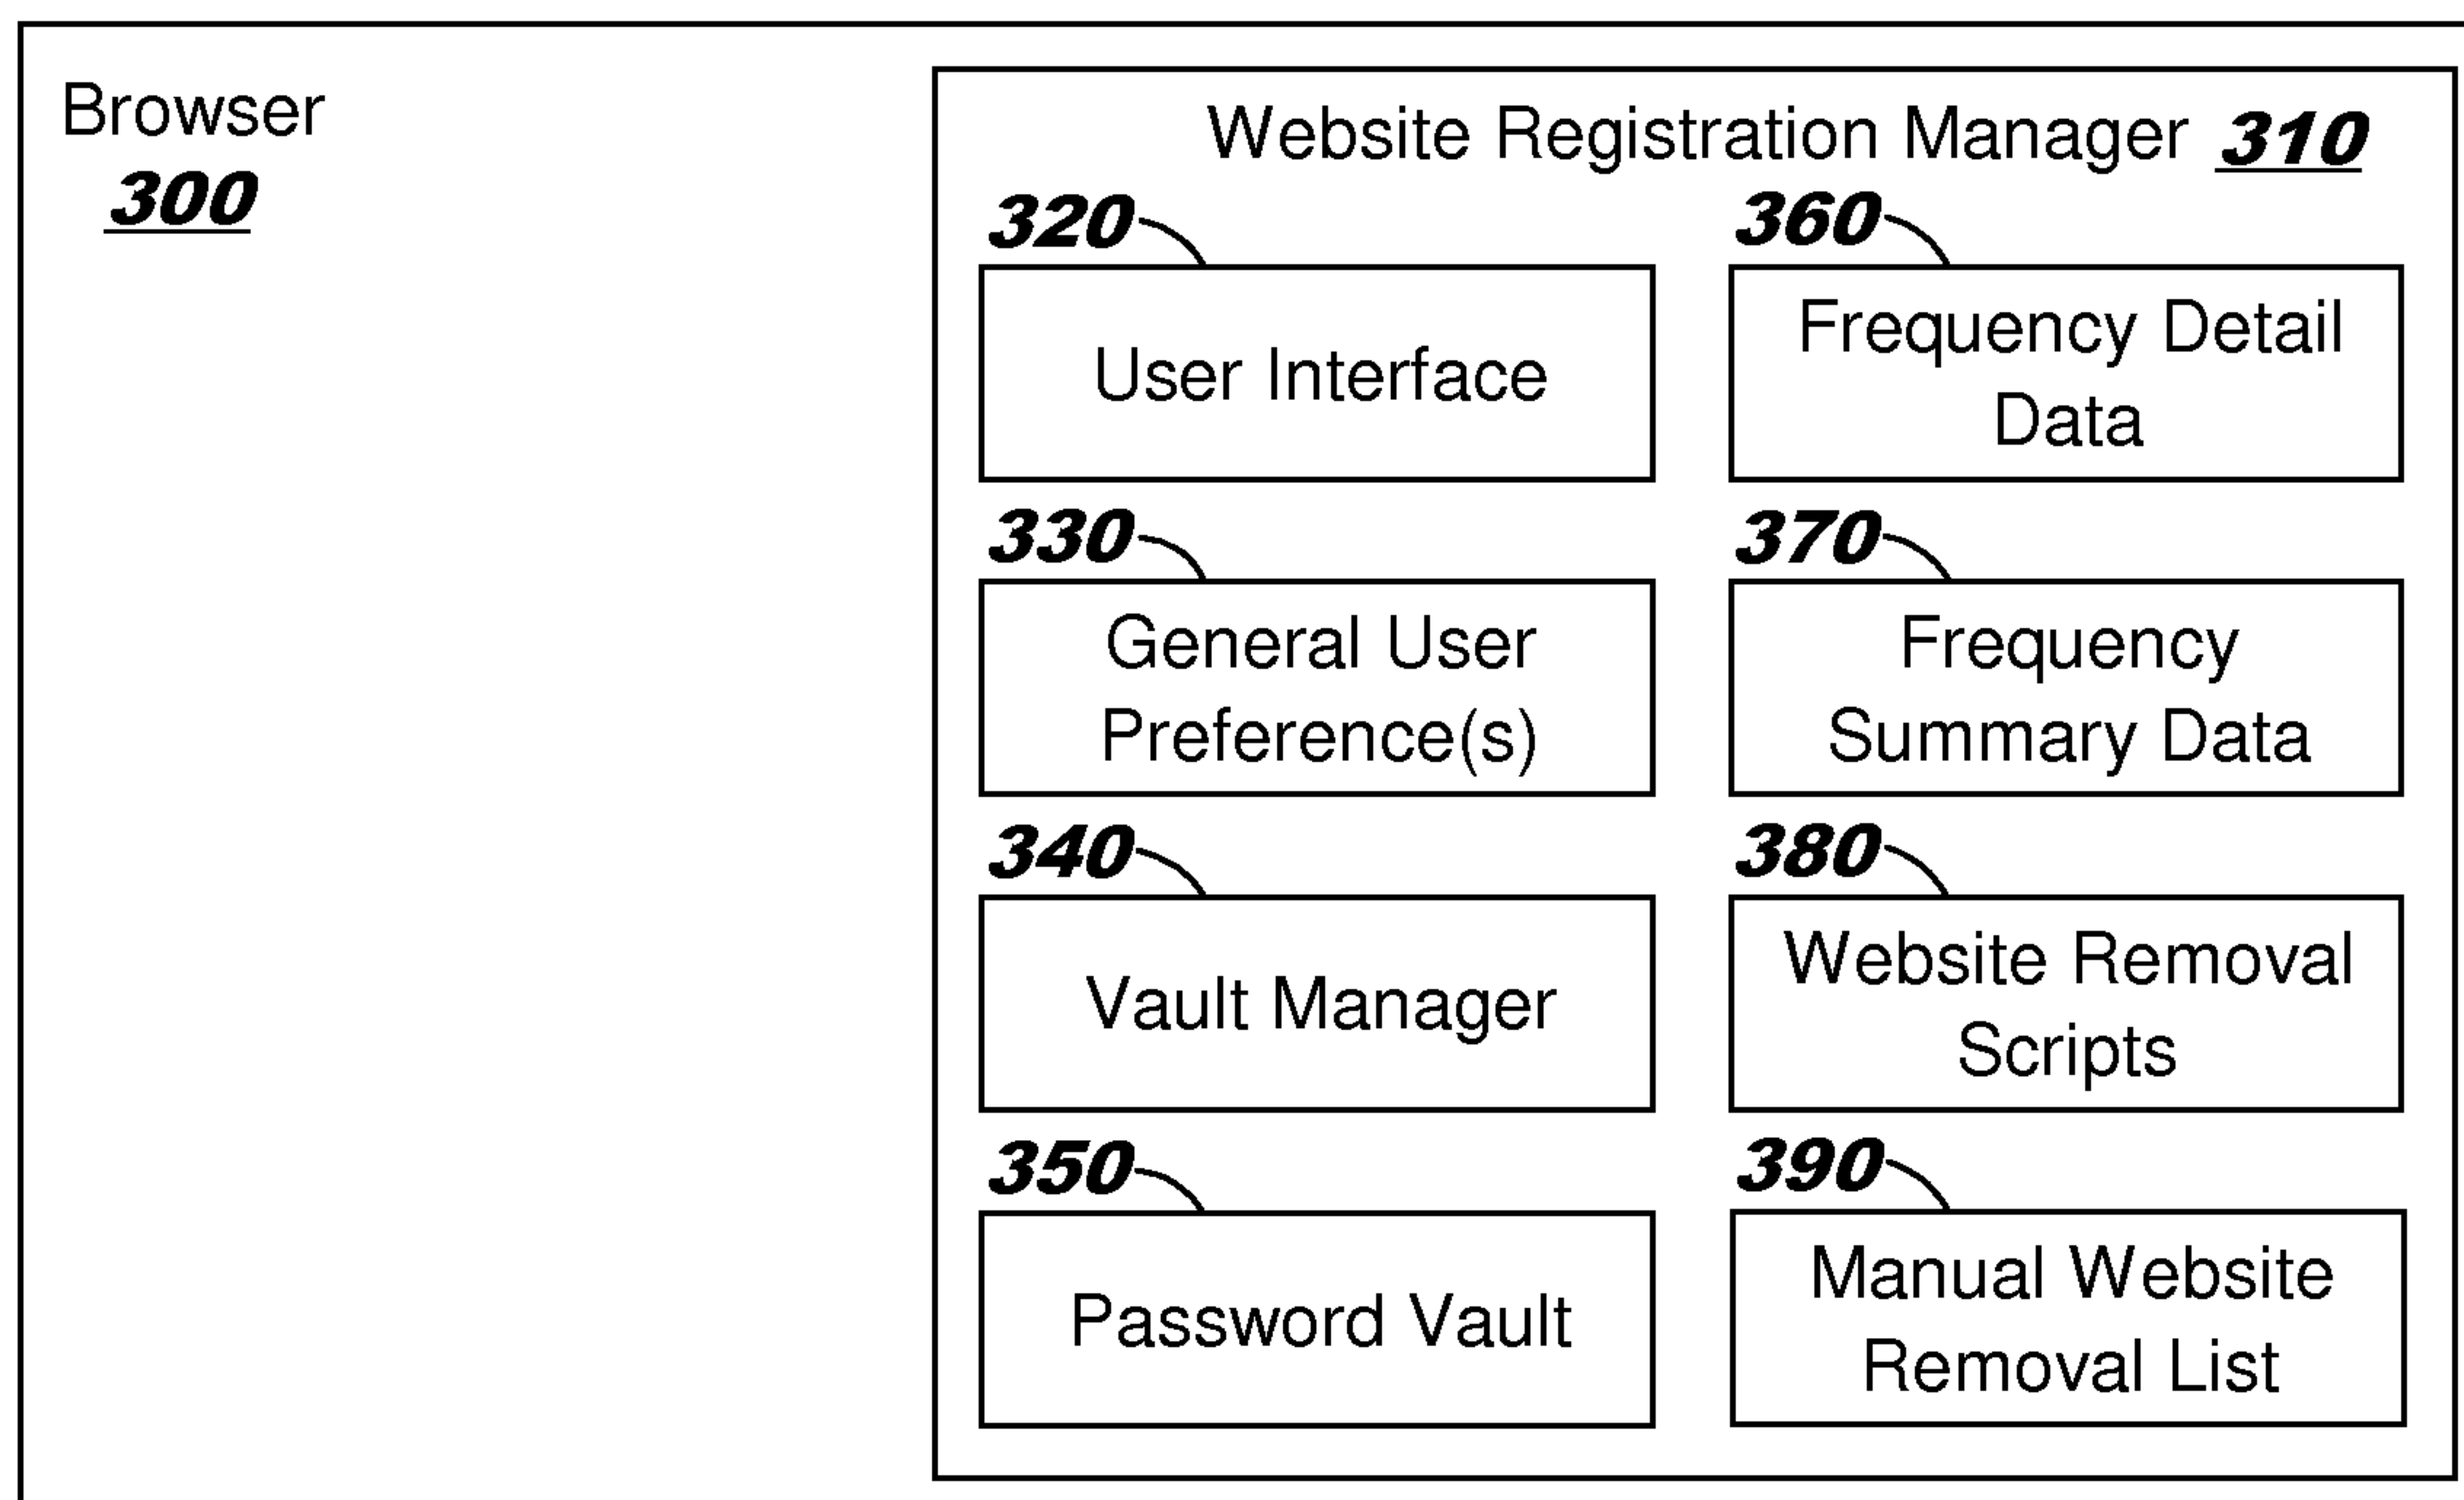 Browser
300
Website Registration Manager 310
320
User Interface
330
General User
Preference(s)
340
Vault Manager
350
Password Vault
360
Frequency Detail
Data
370
Frequency
Summary Data
380
Website Removal
Scripts
390
Manual Website
Removal List